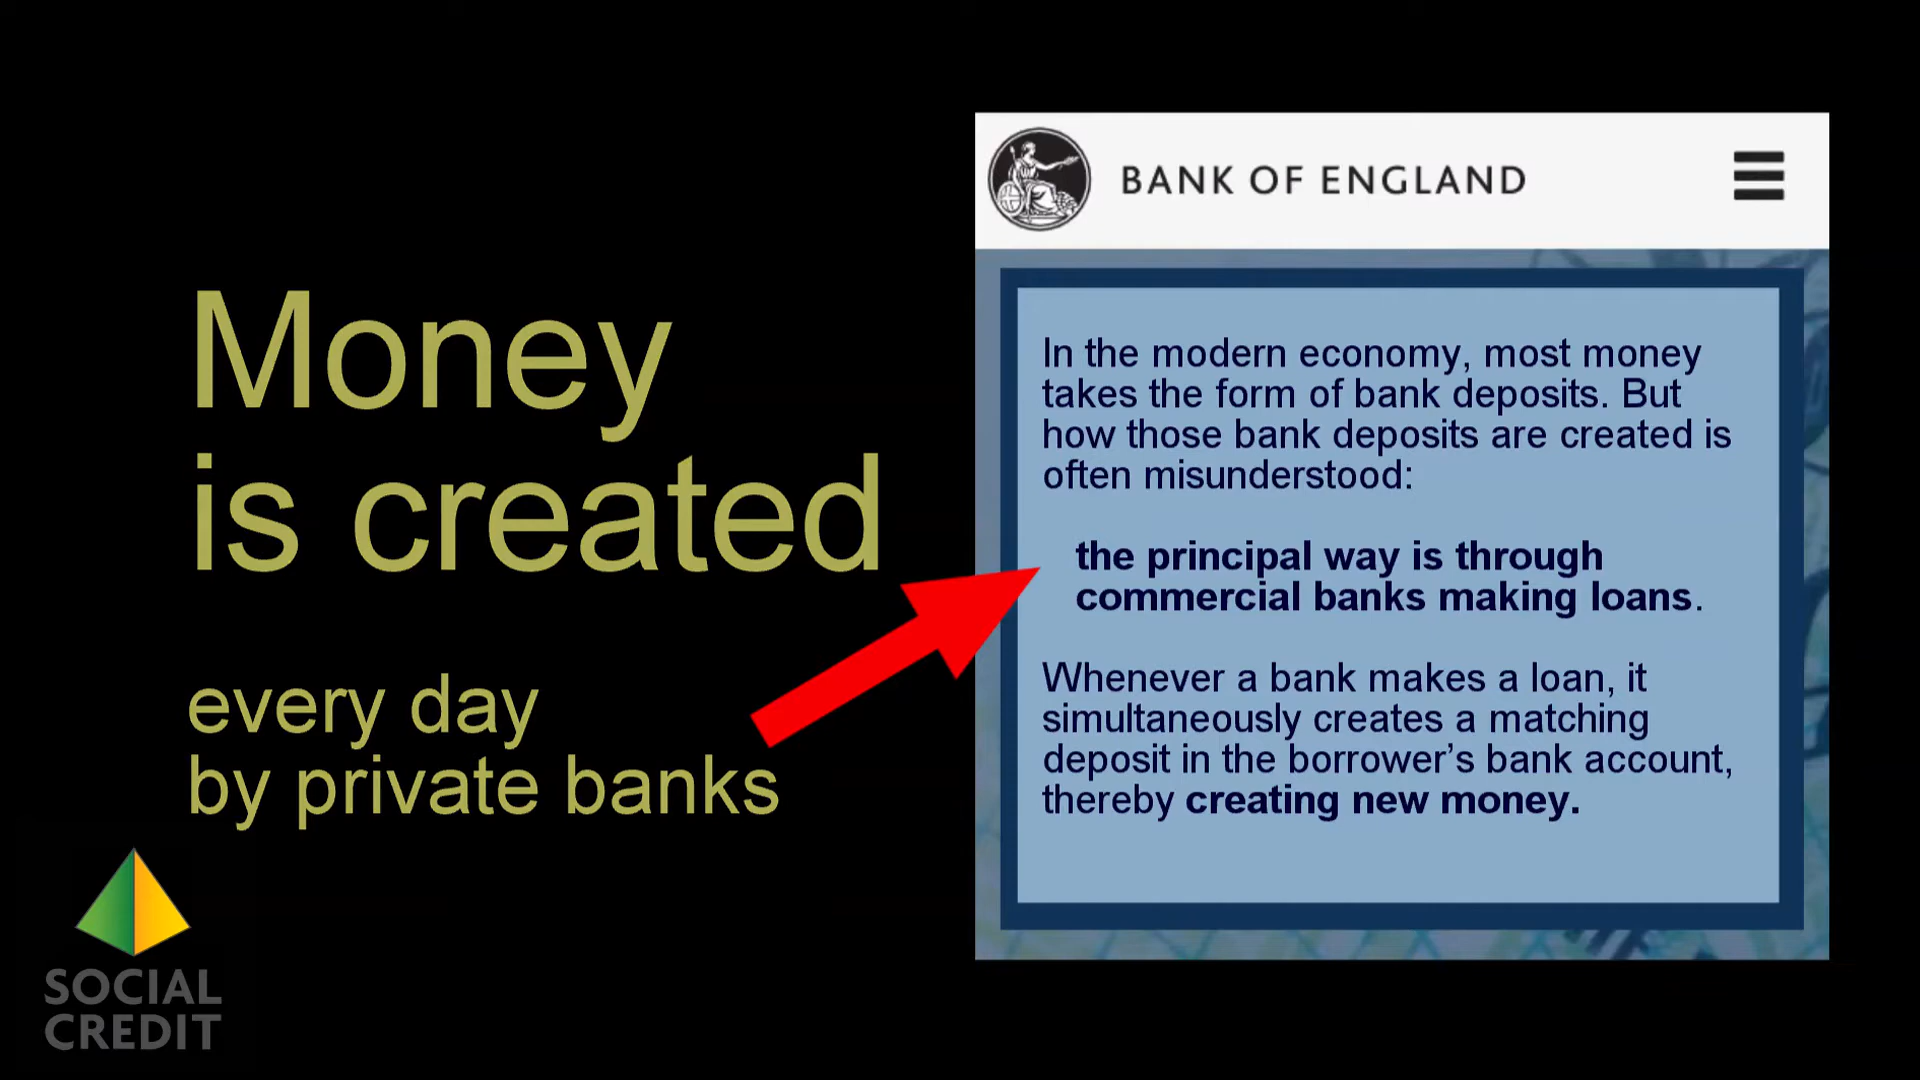 Money
is created
every day
by private banks
SOCIAL
CREDIT
BANK OF ENGLAND
In the modern economy, most money
takes the form of bank deposits. But
how those bank deposits are created is
often misunderstood:
the principal way is through
commercial banks making loans.
Whenever a bank makes a loan, it
simultaneously creates a matching
deposit in the borrower’s bank account,
thereby creating new money.